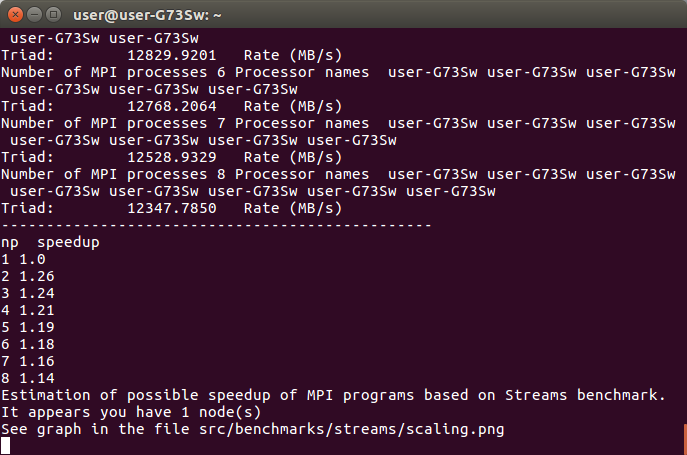 user@user-G73Sw: ~
user-G73Sw user-G73Sw
Triad:        12829.9201   Rate (MB/s)
Number of MPI processes 6 Processor names  user-G73Sw user-G73Sw user-G73Sw
user-G73Sw user-G73Sw user-G73Sw
Triad:        12768.2064   Rate (MB/s)
Number of MPI processes 7 Processor names  user-G73Sw user-G73Sw user-G73Sw
user-G73Sw user-G73Sw user-G73Sw user-G73Sw
Triad:        12528.9329   Rate (MB/s)
Number of MPI processes 8 Processor names  user-G73Sw user-G73Sw user-G73Sw
user-G73Sw user-G73Sw user-G73Sw user-G73Sw user-G73Sw
Triad:        12347.7850   Rate (MB/s)
------------------------------------------------
np  speedup
1 1.0
2 1.26
3 1.24
4 1.21
5 1.19
6 1.18
7 1.16
8 1.14
Estimation of possible speedup of MPI programs based on Streams benchmark.
It appears you have 1 node(s)
See graph in the file src/benchmarks/streams/scaling.png